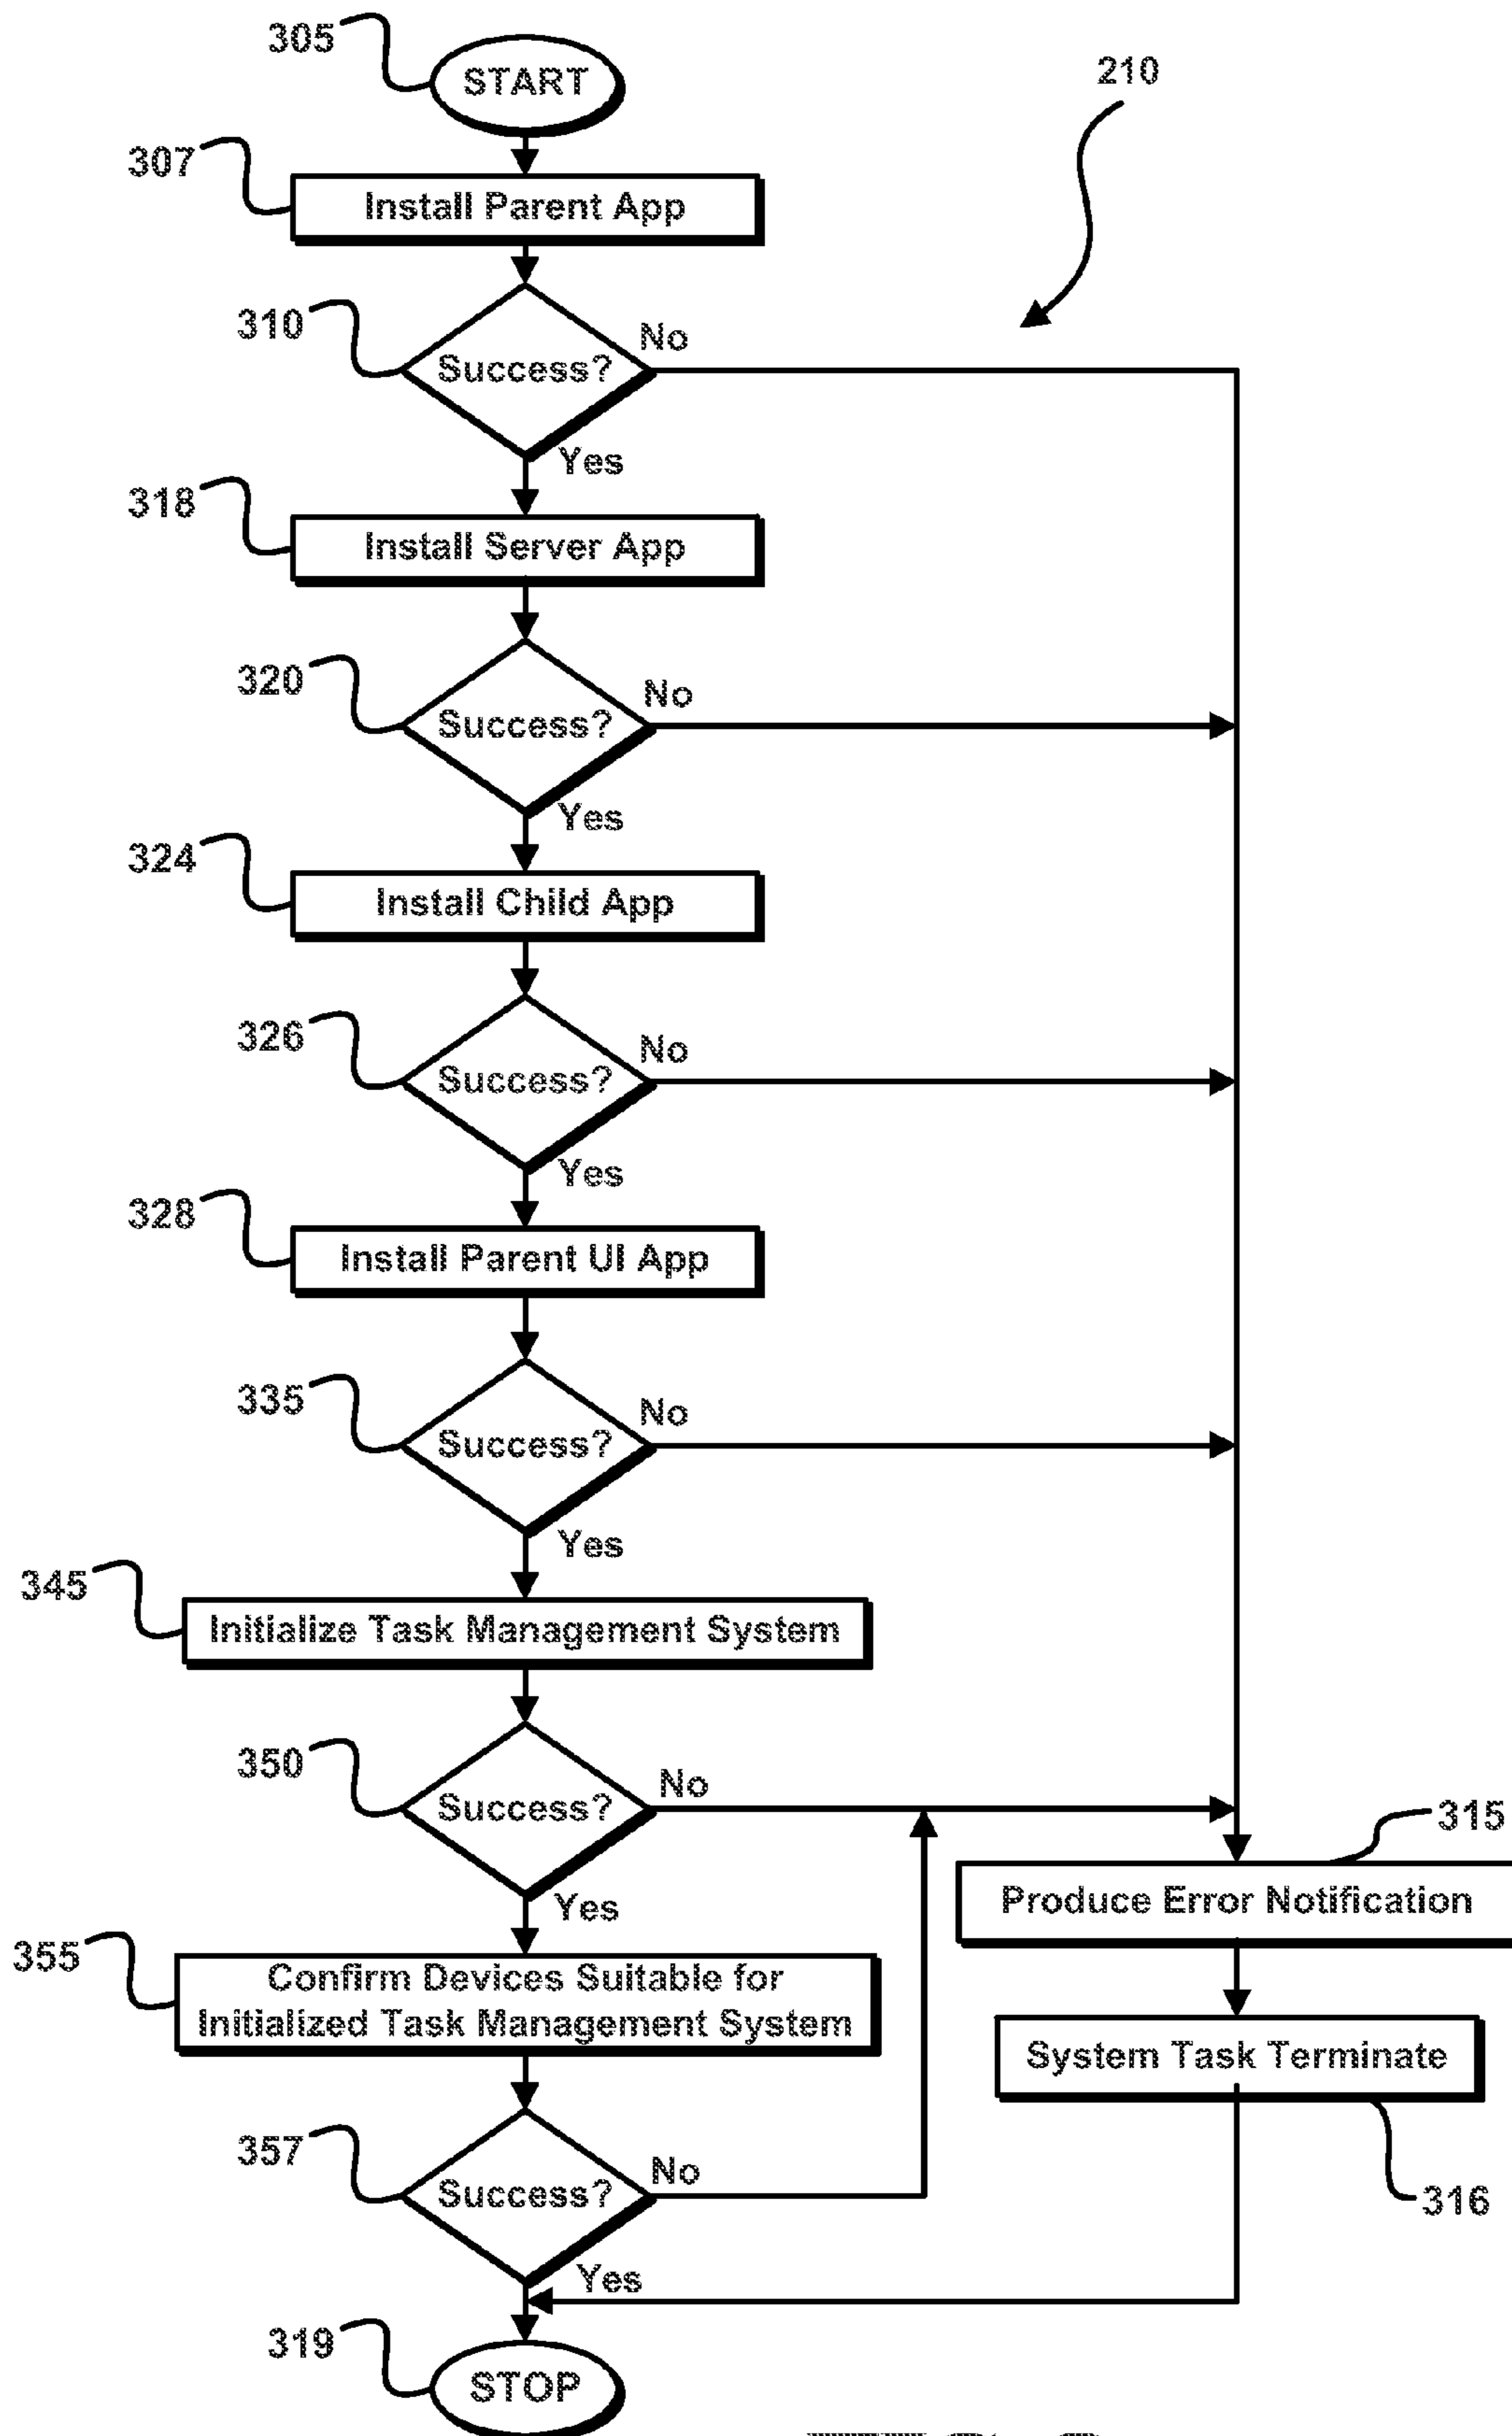 305
START
210
307
Install Parent App
310
Success?
No
Yes
318
Install Server App
320
Success?
No
Yes
324
Install Child App
326
Success?
No
Yes
328
Install Parent UI App
335
Success?
No
Yes
345
Initialize Task Management System
350
Success?
No
Yes
315
Produce Error Notification
355
Confirm Devices Suitable for
Initialized Task Management System
System Task Terminate
316
357
Success?
No
Yes
319
STOP